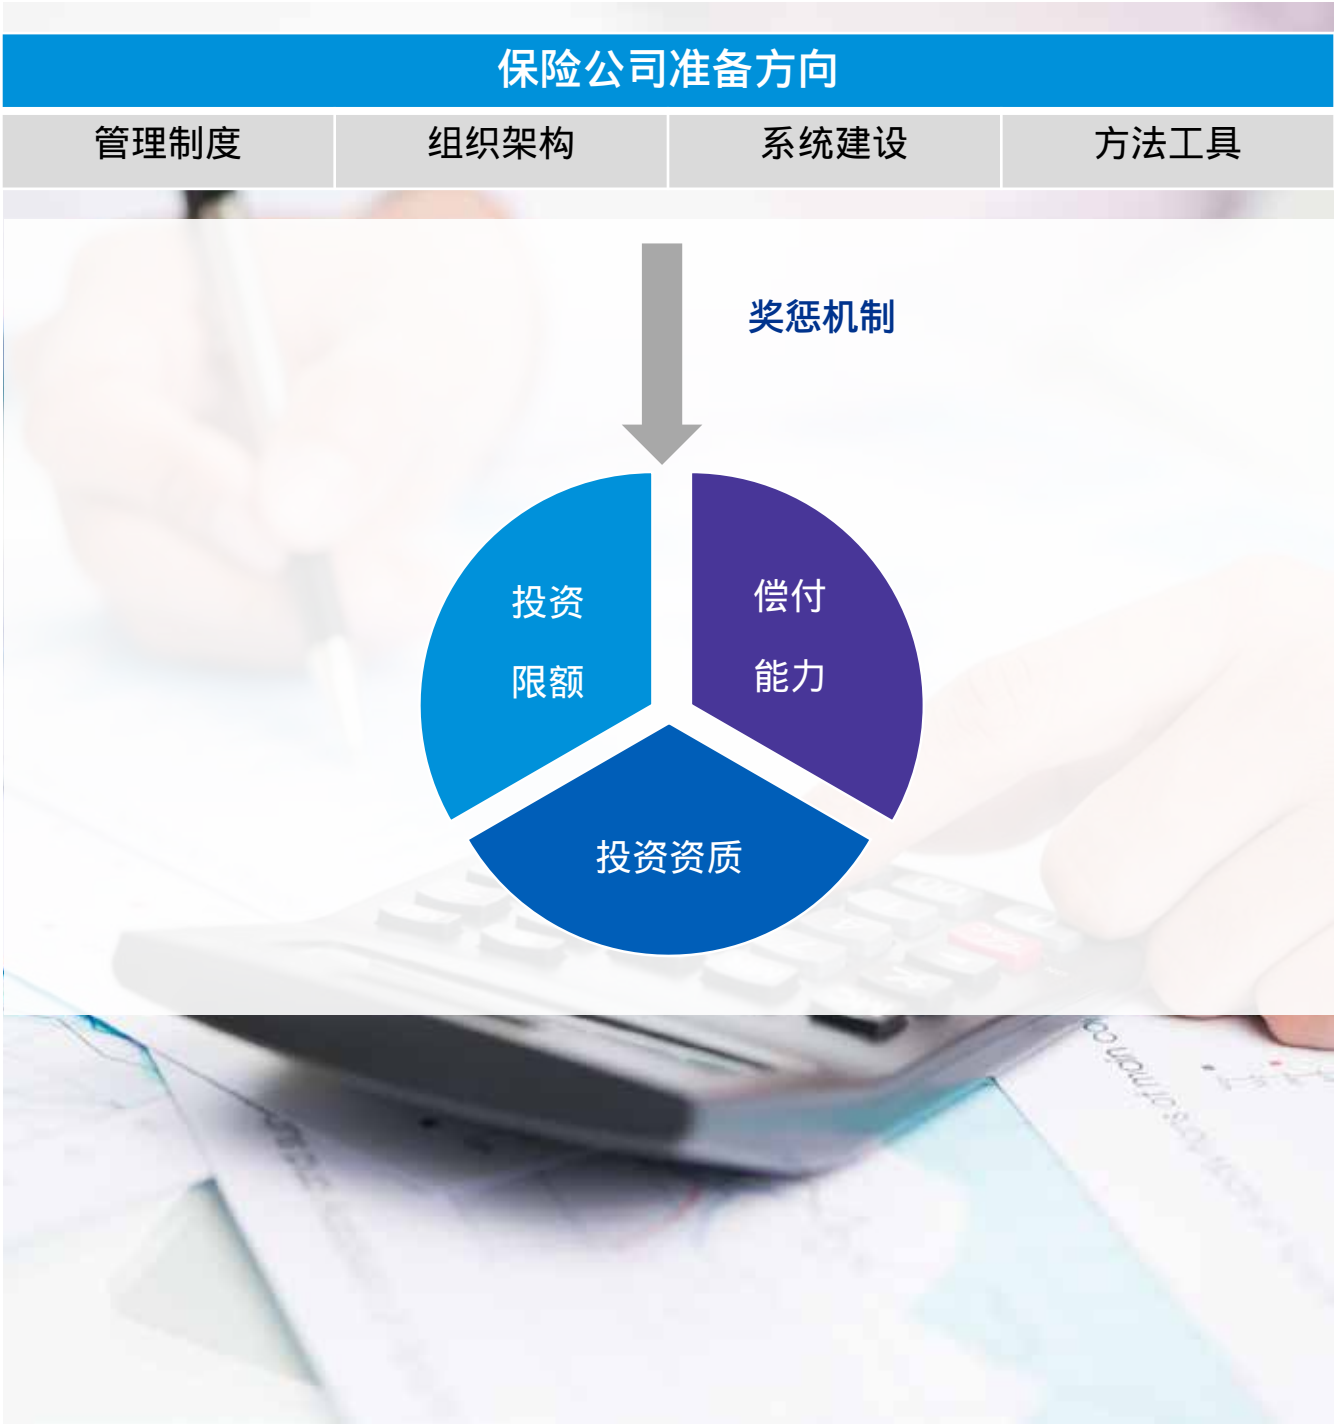 保险公司准备方向
管理制度
组织架构
系统建设
方法工具
奖惩机制
投资
限额
偿付
能力
投资资质